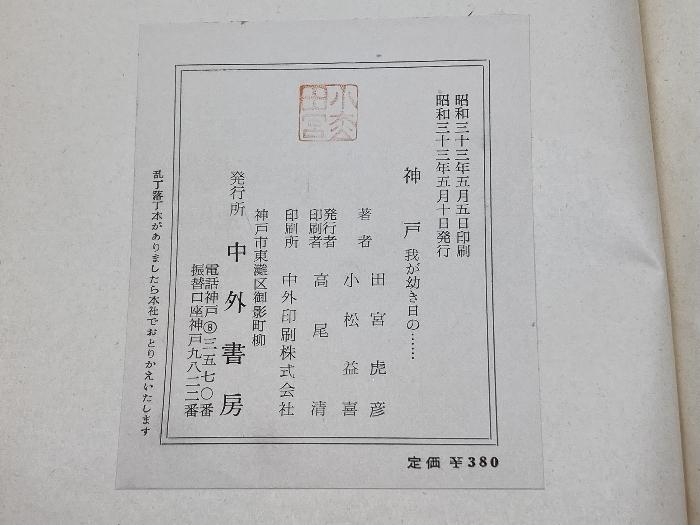 昭和三十三年五月五日印刷
昭和三十三年五月十日発行
神戸 我が幼き日の……
著者 田宮虎彦
小松益喜
発行者
印刷者 高尾清
印刷所 中外印刷株式会社
神戸市東灘区御影町柳
発行所 中外書房
電話神戸⑧三五七〇番
振替口座神戸九八二二番
乱丁落丁本がありましたら本社でおとりかえいたします
定価 ¥380